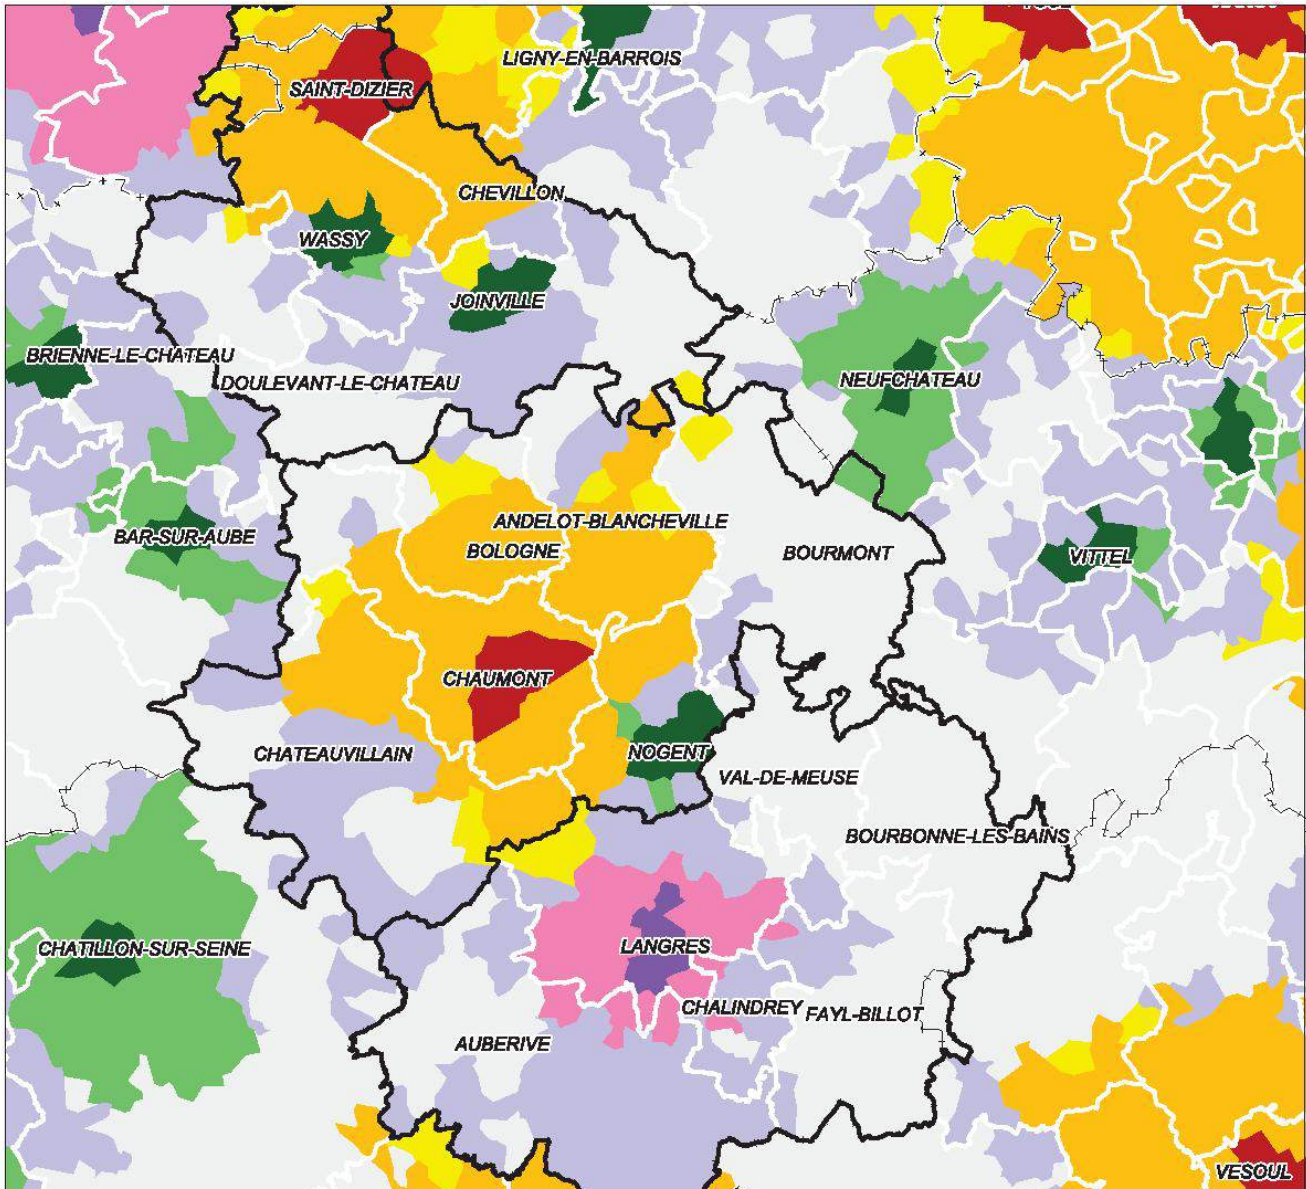 LIGNY-EN-BARROIS
SAINT-DIZIER
CHEVILLON
WASSY
JOINVILLE
BRIENNE-LE-CHATEAU
DOULEVANT-LE-CHATEAU
NEUFCHATEAU
ANDELOT-BLANCHEVILLE
BAR-SUR-AUBE
BOLOGNE
BOURMONT
VITTEL
CHAUMONT
CHATEAUVILLAIN
NOGENT
VAL-DE-MEUSE
BOURBONNE-LES-BAINS
CHATILLON-SUR-SEINE
LANGRES
CHALINDREY
FAYL-BILLOT
AUBERIVE
VESOUL